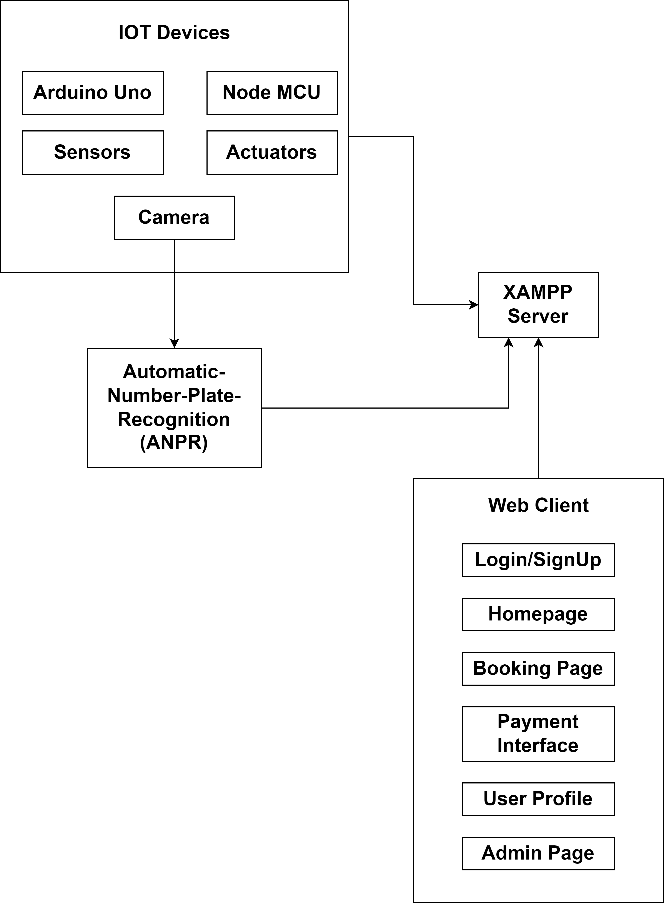 IOT Devices
Arduino Uno
Node MCU
Sensors
Actuators
Camera
XAMPP
Server
Automatic-
Number-Plate-
Recognition
(ANPR)
Web Client
Login/SignUp
Homepage
Booking Page
Payment
Interface
User Profile
Admin Page